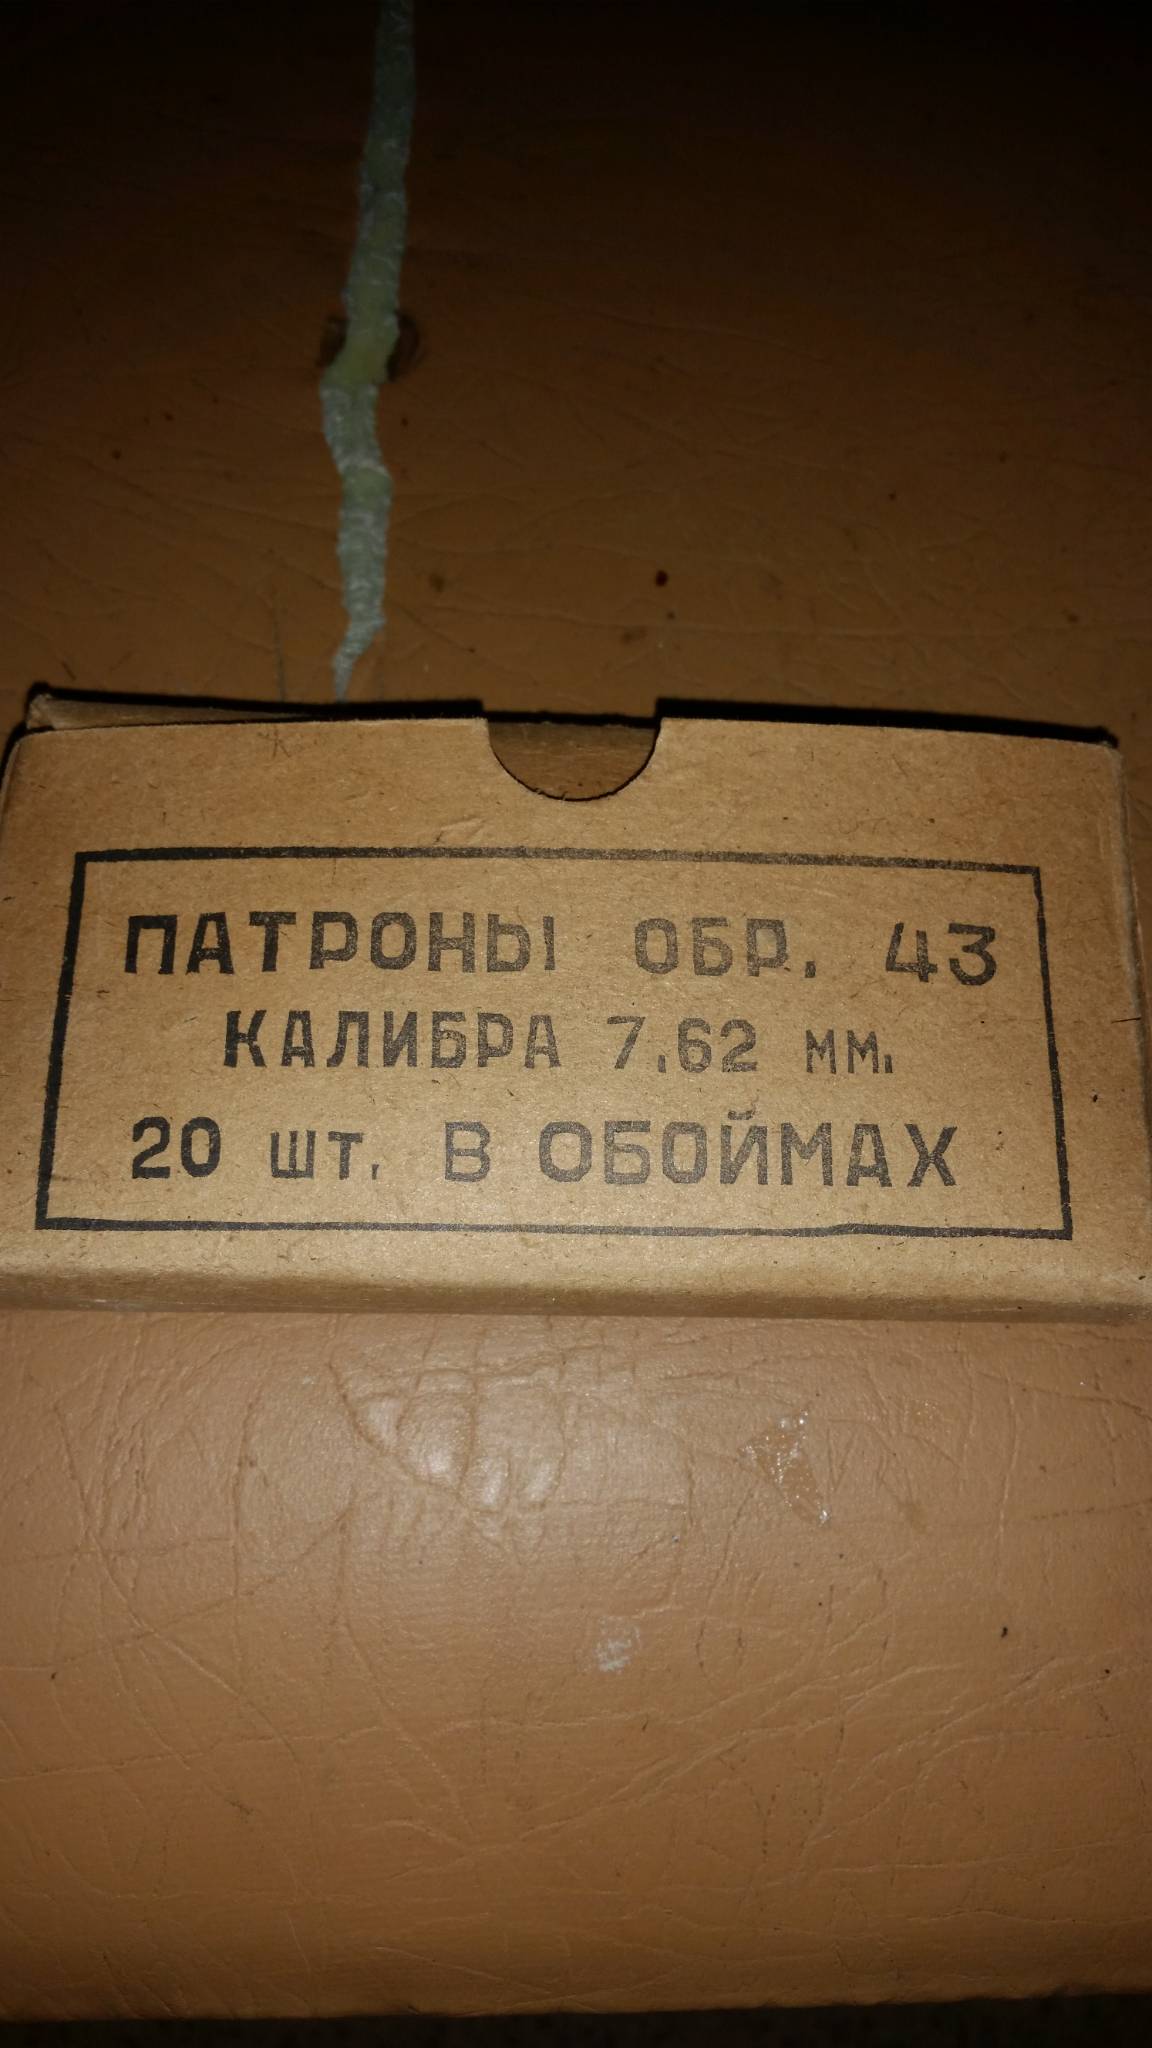 ПАТРОНЫ ОБР. 43
КАЛИБРА 7.62 мм.
20 шт. В ОБОЙМАХ